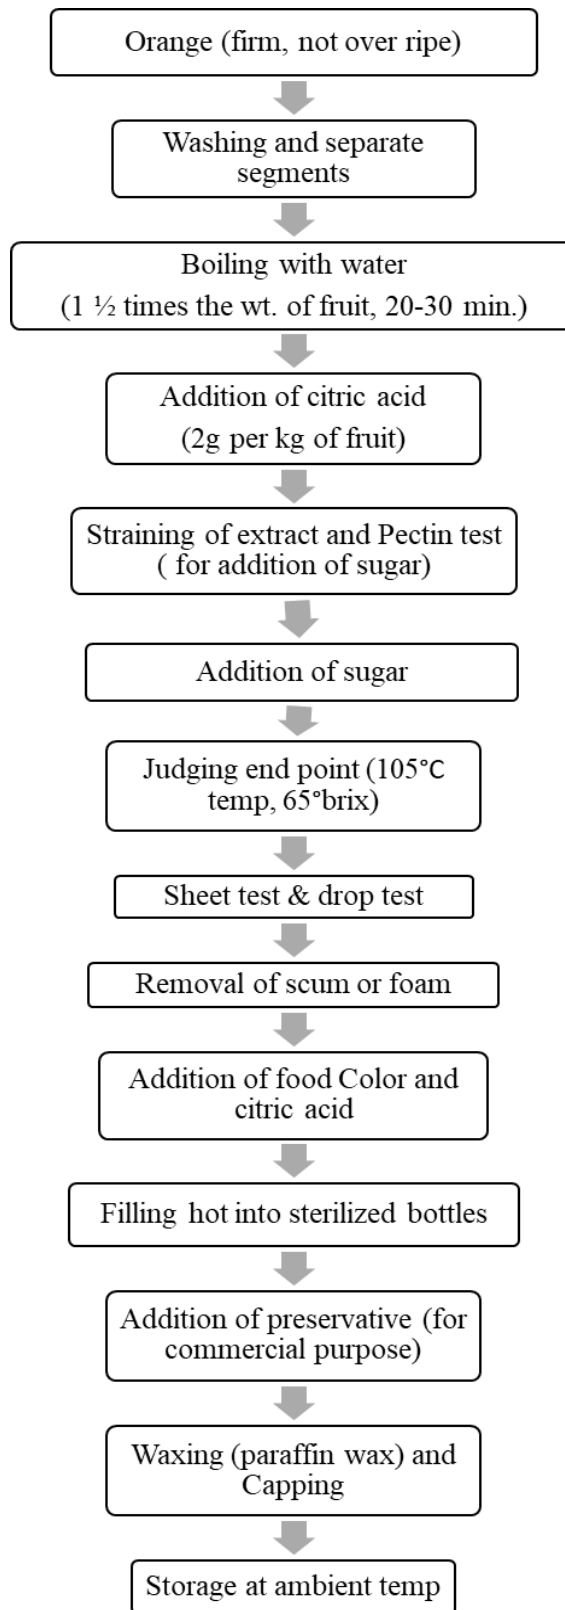 Orange (firm, not over ripe)
Washing and separate
segments
Boiling with water
(1 ½ times the wt. of fruit, 20-30 min.)
Addition of citric acid
(2g per kg of fruit)
Straining of extract and Pectin test
( for addition of sugar)
Addition of sugar
Judging end point (105°C
temp, 65°brix)
Sheet test & drop test
Removal of scum or foam
Addition of food Color and
citric acid
Filling hot into sterilized bottles
Addition of preservative (for
commercial purpose)
Waxing (paraffin wax) and
Capping
Storage at ambient temp